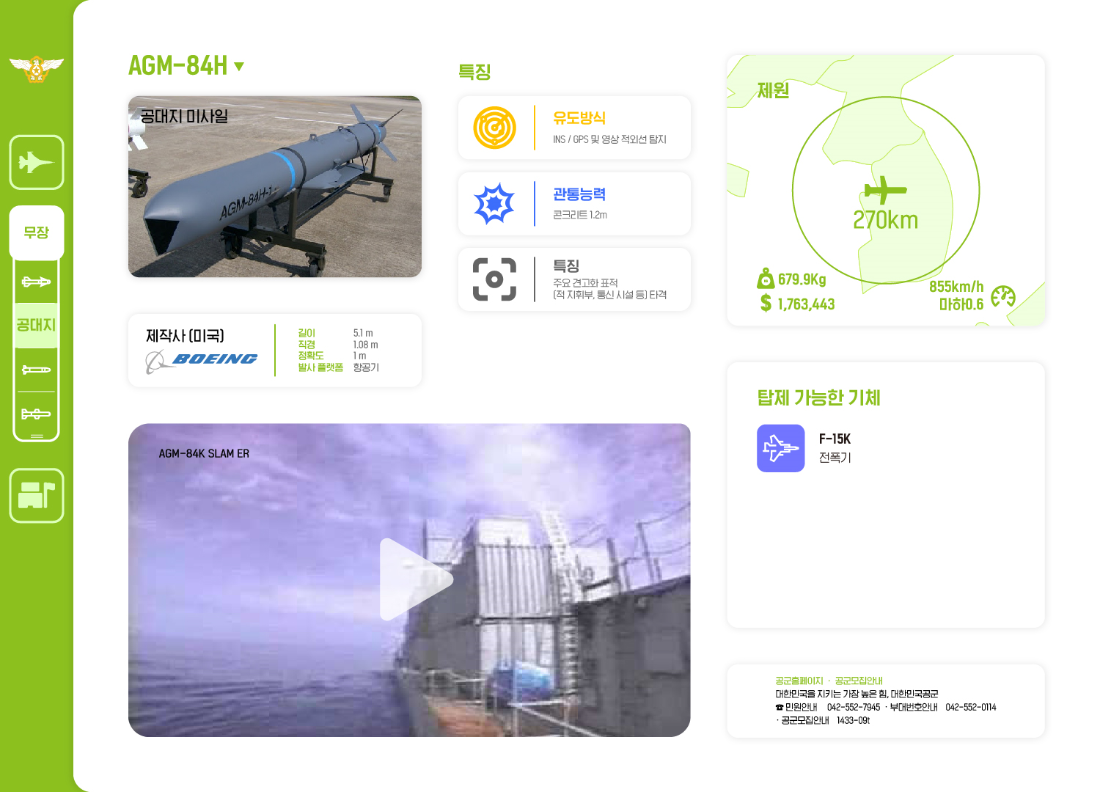 AGM-84H ▼
공대지 미사일
AGM-84H-1
제작사 (미국)
BOEING
길이 5.1 m
직경 1.08 m
정확도 1 m
발사 플랫폼 항공기
특징
유도방식
INS / GPS 및 영상 적외선 탐지
관통능력
콘크리트 1.2m
특징
주요 견고화 표적
(적 지휘부, 통신 시설 등) 타격
제원
270km
679.9Kg
$ 1,763,443
855km/h
마하0.6
무장
공대지
AGM-84K SLAM ER
탑제 가능한 기체
F-15K
전폭기
공군홈페이지 · 공군모집안내
대한민국을 지키는 가장 높은 힘, 대한민국공군
☎ 민원안내 042-552-7945 · 부대번호안내 042-552-0114
· 공군모집안내 1433-09t